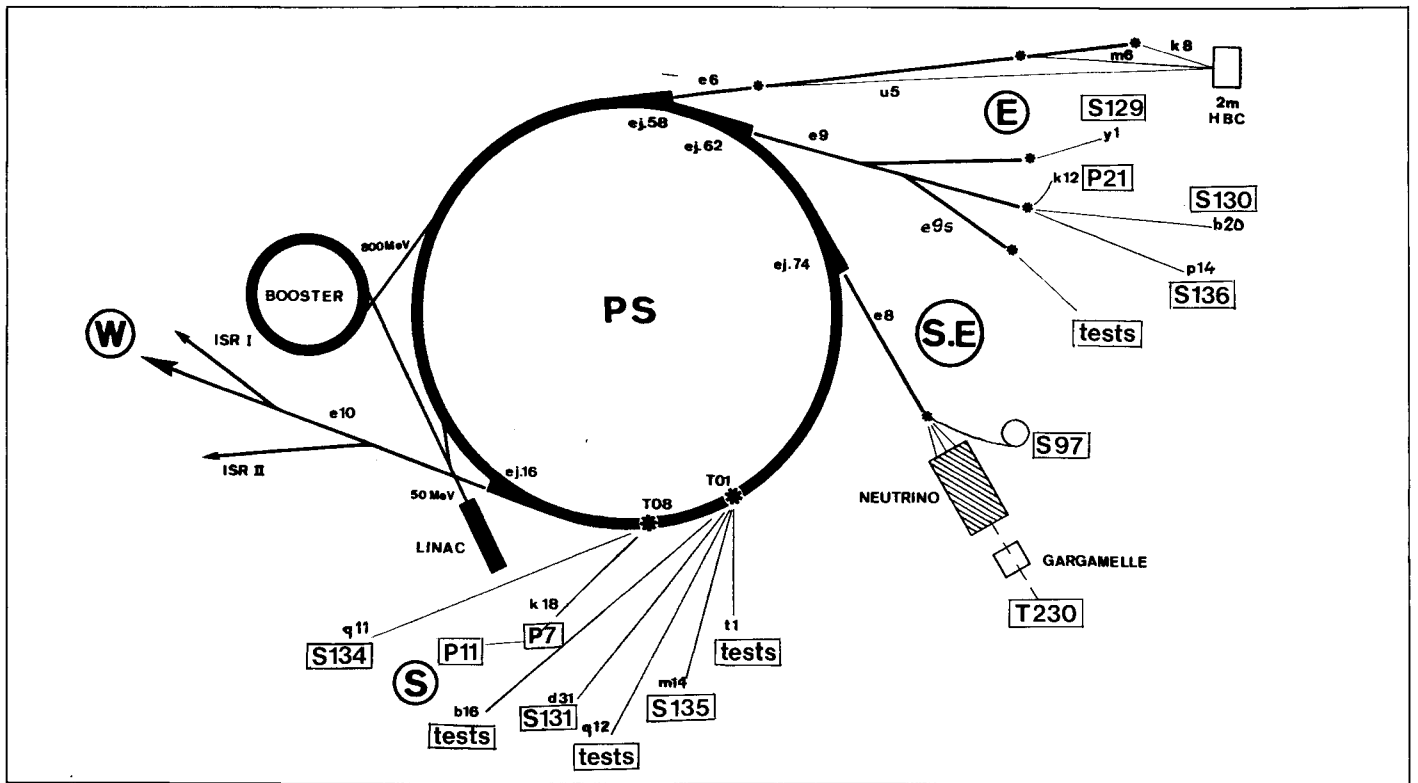 e6
k8
m6
u5
2m
HBC
E
S129
ej.58
ej.62
e9
y1
k12
P21
S130
b20
e9s
p14
S136
tests
800MeV
BOOSTER
PS
ej.74
e8
S.E
W
ISR I
e10
ISR II
S97
ej.16
50 MeV
T01
T08
NEUTRINO
LINAC
GARGAMELLE
T230
k18
q11
S134
P11
P7
t1
tests
S
m14
S135
d31
S131
b16
tests
q12
tests